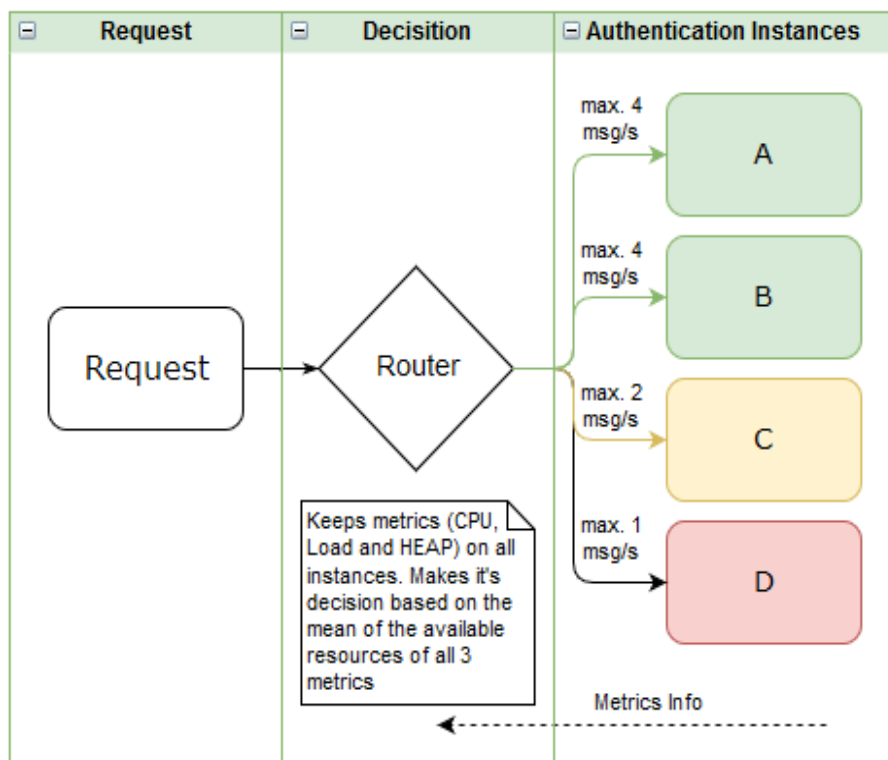 Request
Decisition
Authentication Instances
max. 4
msg/s
A
max. 4
msg/s
B
Request
Router
max. 2
msg/s
C
Keeps metrics (CPU,
Load and HEAP) on all
instances. Makes it's
decision based on the
mean of the available
resources of all 3
metrics
max. 1
msg/s
D
Metrics Info